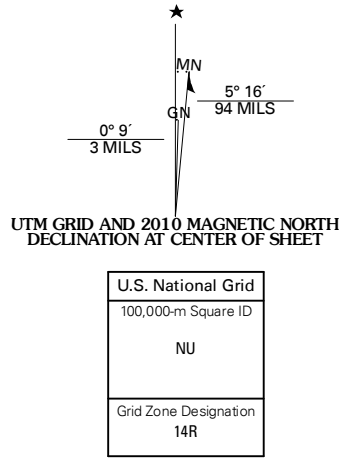 ★
MN
GN
5° 16´
94 MILS
0° 9´
3 MILS
UTM GRID AND 2010 MAGNETIC NORTH
DECLINATION AT CENTER OF SHEET
U.S. National Grid
100,000-m Square ID
NU
Grid Zone Designation
14R